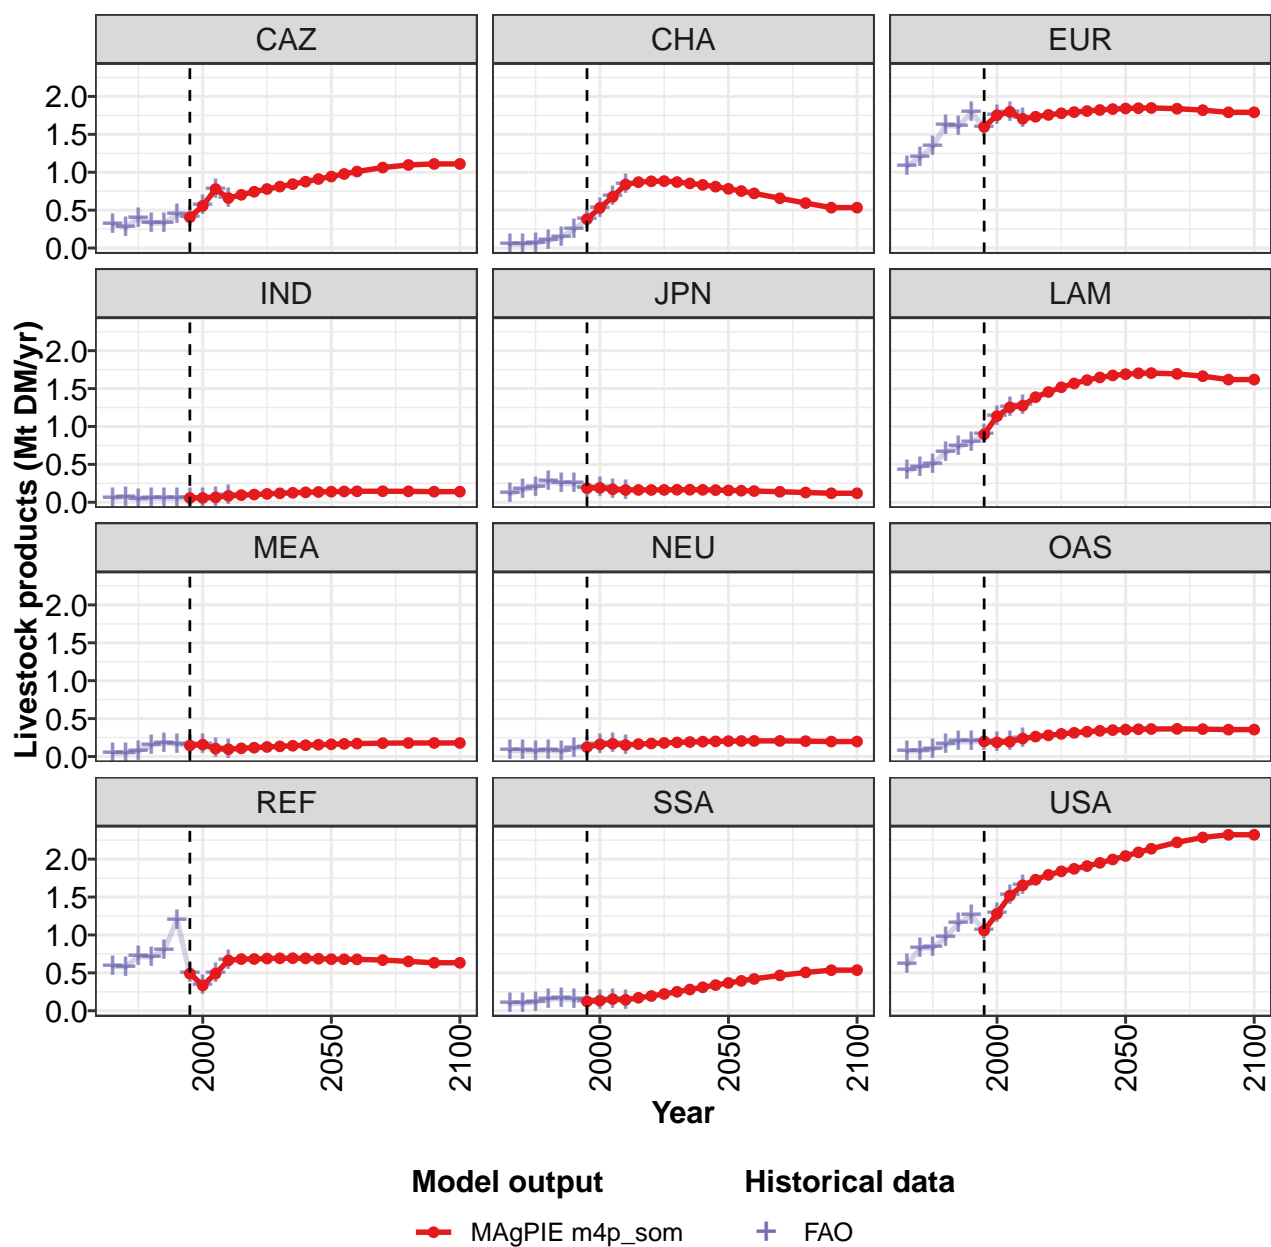 CAZ CHA EUR
2.0
1.5
1.0
0.5
0.0
IND JPN LAM
2.0
1.5
1.0
0.5
0.0
MEA NEU OAS
2.0
1.5
1.0
0.5
0.0
REF SSA USA
2.0
1.5
1.0
0.5
0.0
Livestock products (Mt DM/yr)
2000 2050 2100 2000 2050 2100 2000 2050 2100
Year
Model output Historical data
MAgPIE m4p_som FAO